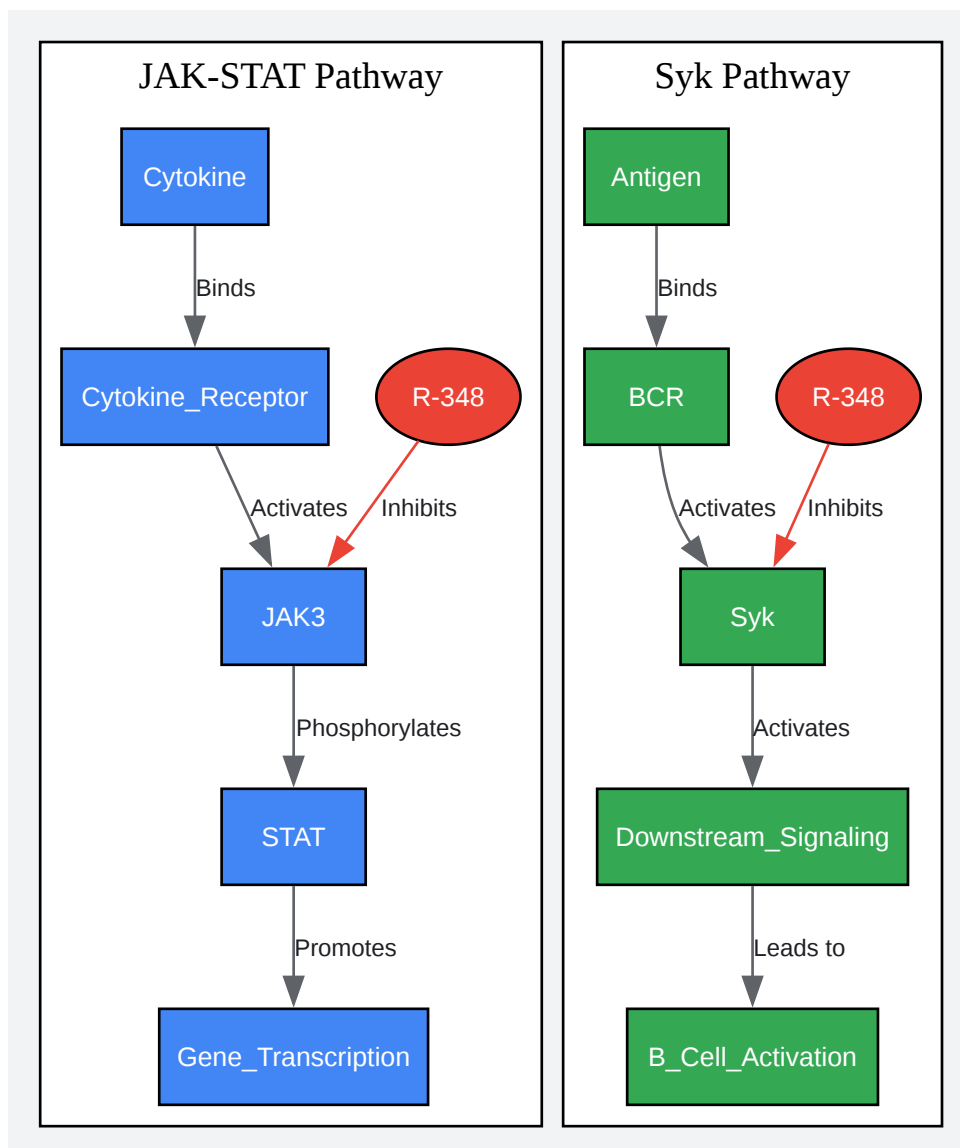 JAK-STAT Pathway
Cytokine
Binds
Cytokine_Receptor
R-348
Activates
Inhibits
JAK3
Phosphorylates
STAT
Promotes
Gene_Transcription
Syk Pathway
Antigen
Binds
BCR
R-348
Activates
Inhibits
Syk
Activates
Downstream_Signaling
Leads to
B_Cell_Activation